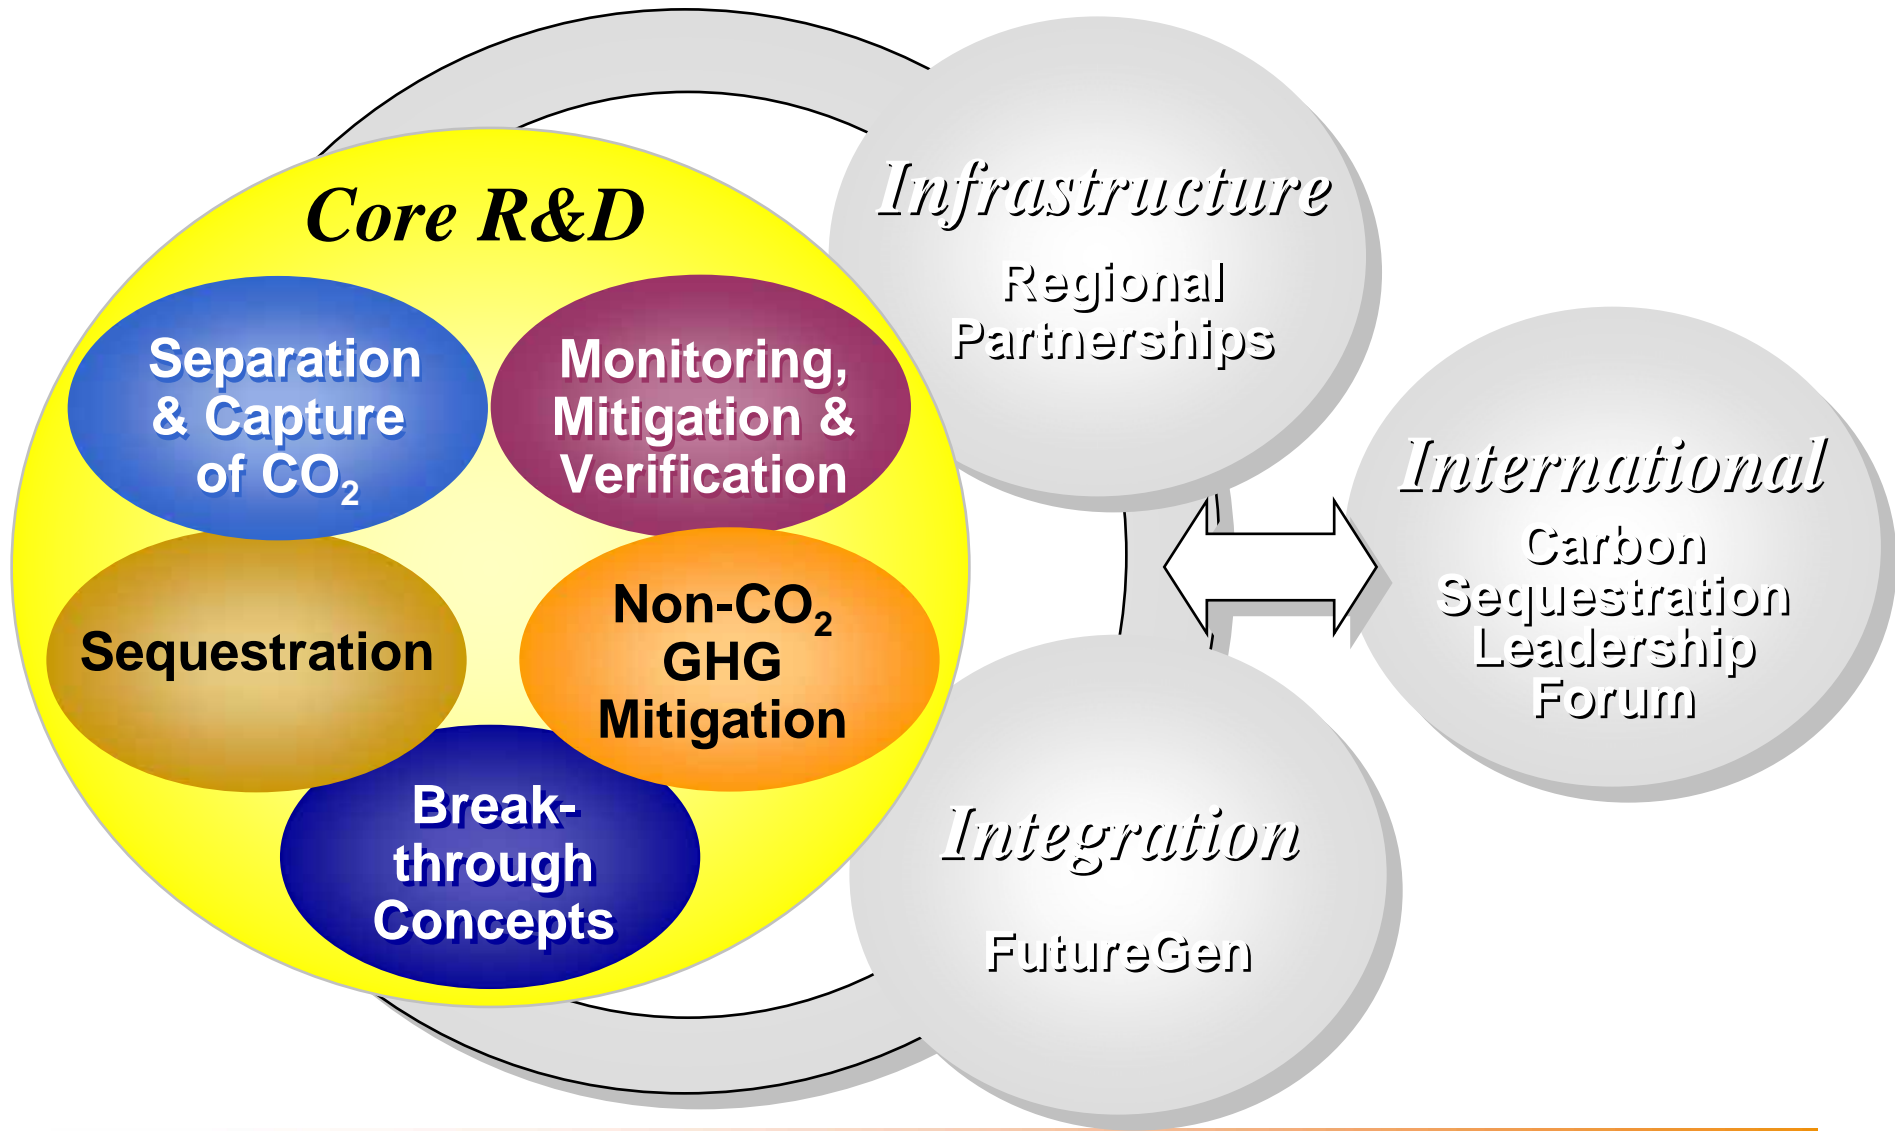 Core R&D
Separation
& Capture
of CO₂
Monitoring,
Mitigation &
Verification
Sequestration
Non-CO₂
GHG
Mitigation
Break-
through
Concepts
Infrastructure
Regional
Partnerships
International
Carbon
Sequestration
Leadership
Forum
Integration
FutureGen